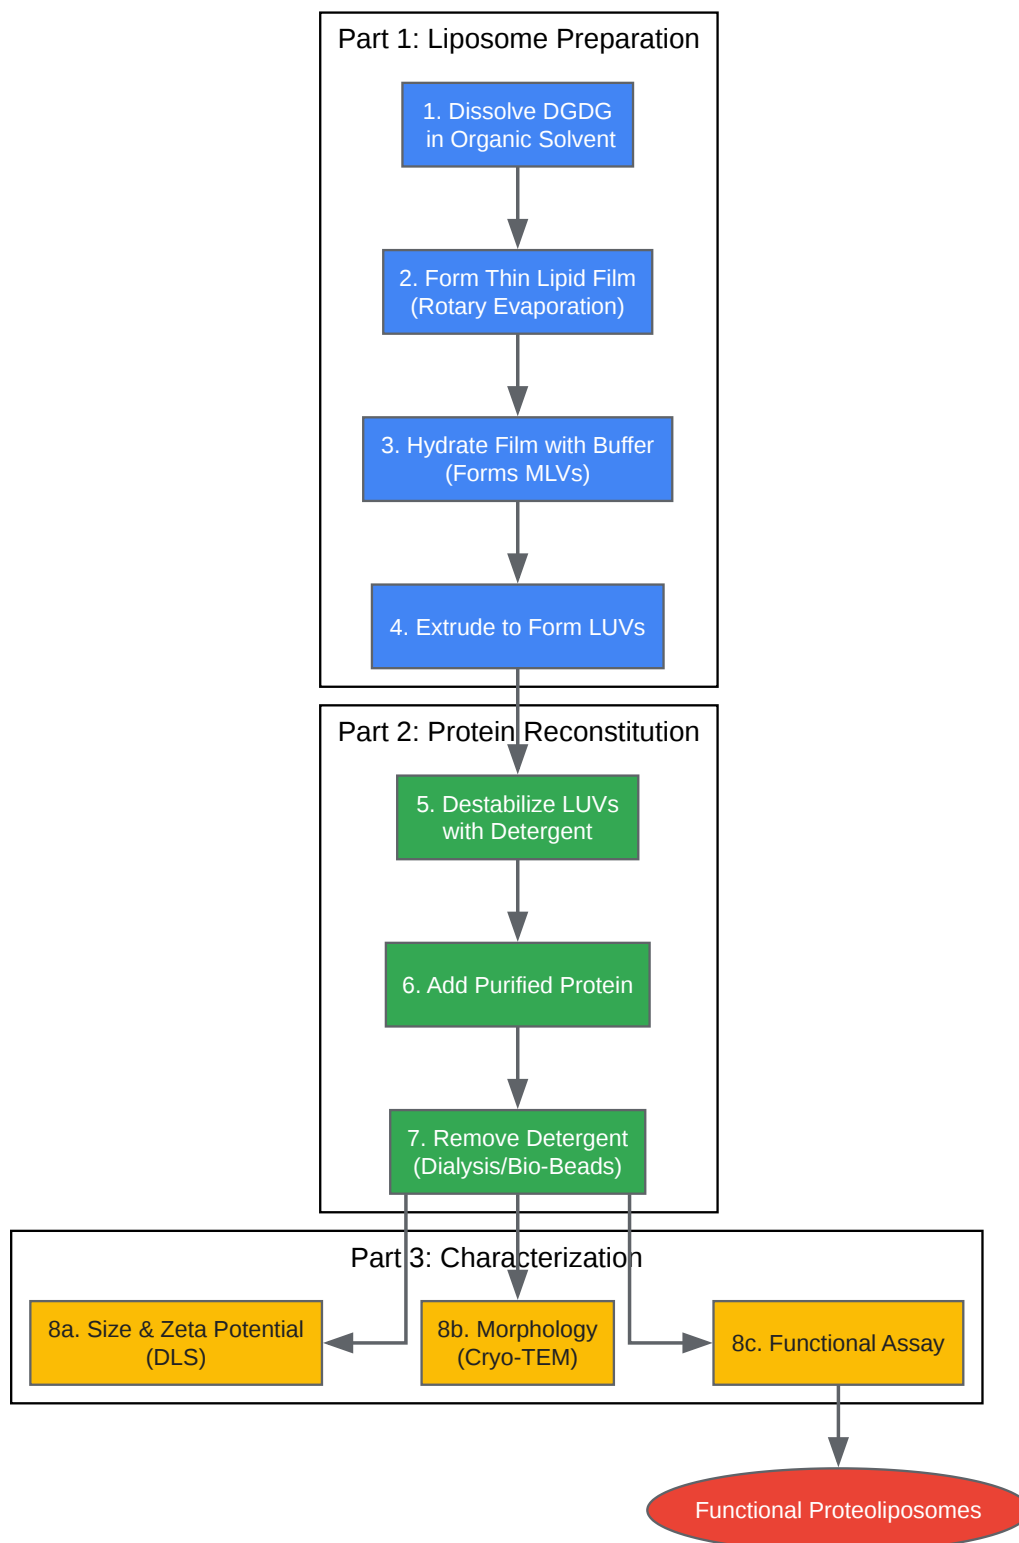 Part 1: Liposome Preparation
1. Dissolve DGDG
in Organic Solvent
2. Form Thin Lipid Film
(Rotary Evaporation)
3. Hydrate Film with Buffer
(Forms MLVs)
4. Extrude to Form LUVs
Part 2: Protein Reconstitution
5. Destabilize LUVs
with Detergent
6. Add Purified Protein
7. Remove Detergent
(Dialysis/Bio-Beads)
Part 3: Characterization
8a. Size & Zeta Potential
(DLS)
8b. Morphology
(Cryo-TEM)
8c. Functional Assay
Functional Proteoliposomes